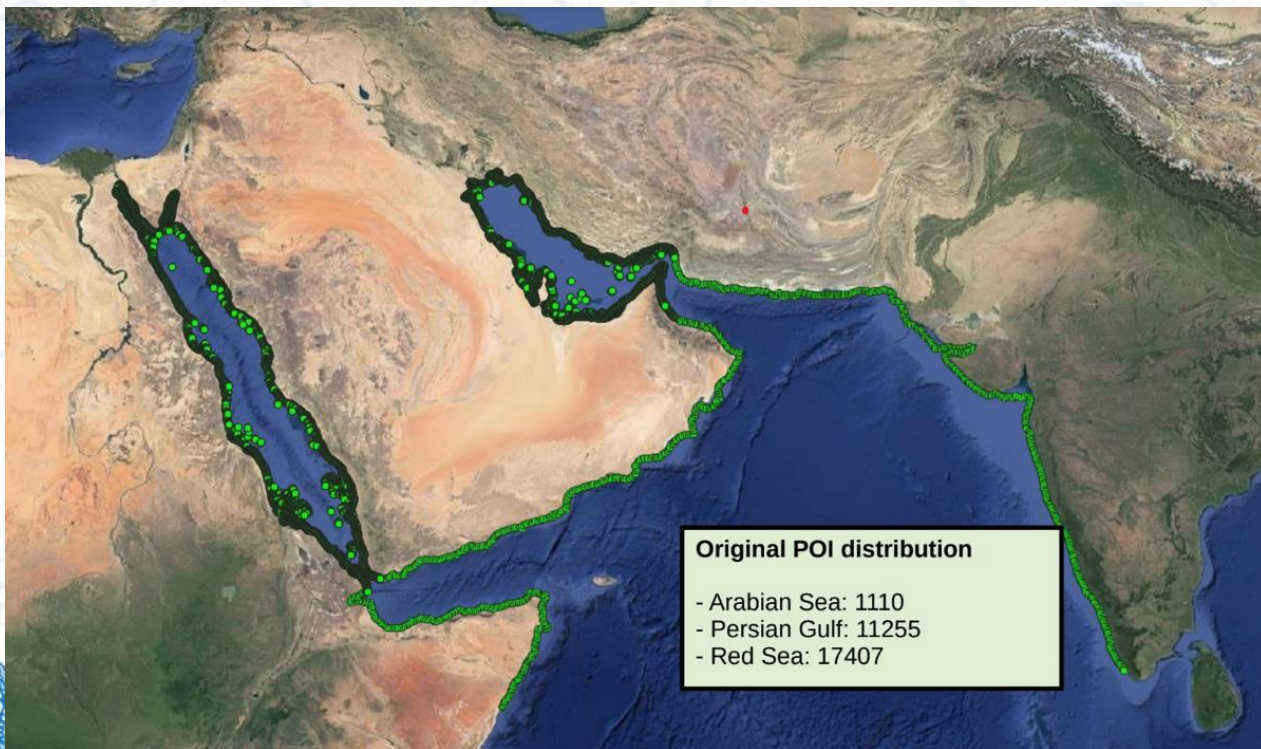 Original POI distribution
- Arabian Sea: 1110
- Persian Gulf: 11255
- Red Sea: 17407